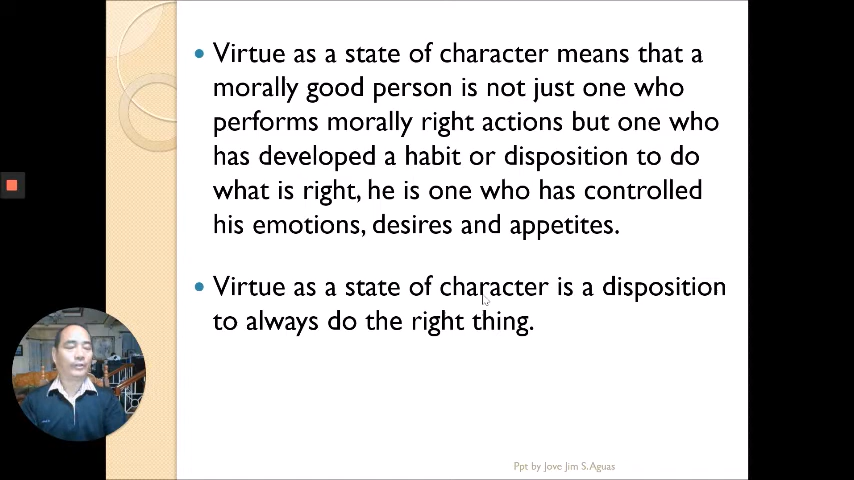 Virtue as a state of character means that a
morally good person is not just one who
performs morally right actions but one who
has developed a habit or disposition to do
what is right, he is one who has controlled
his emotions, desires and appetites.
Virtue as a state of character is a disposition
to always do the right thing.
Ppt by Jove Jim S. Aguas